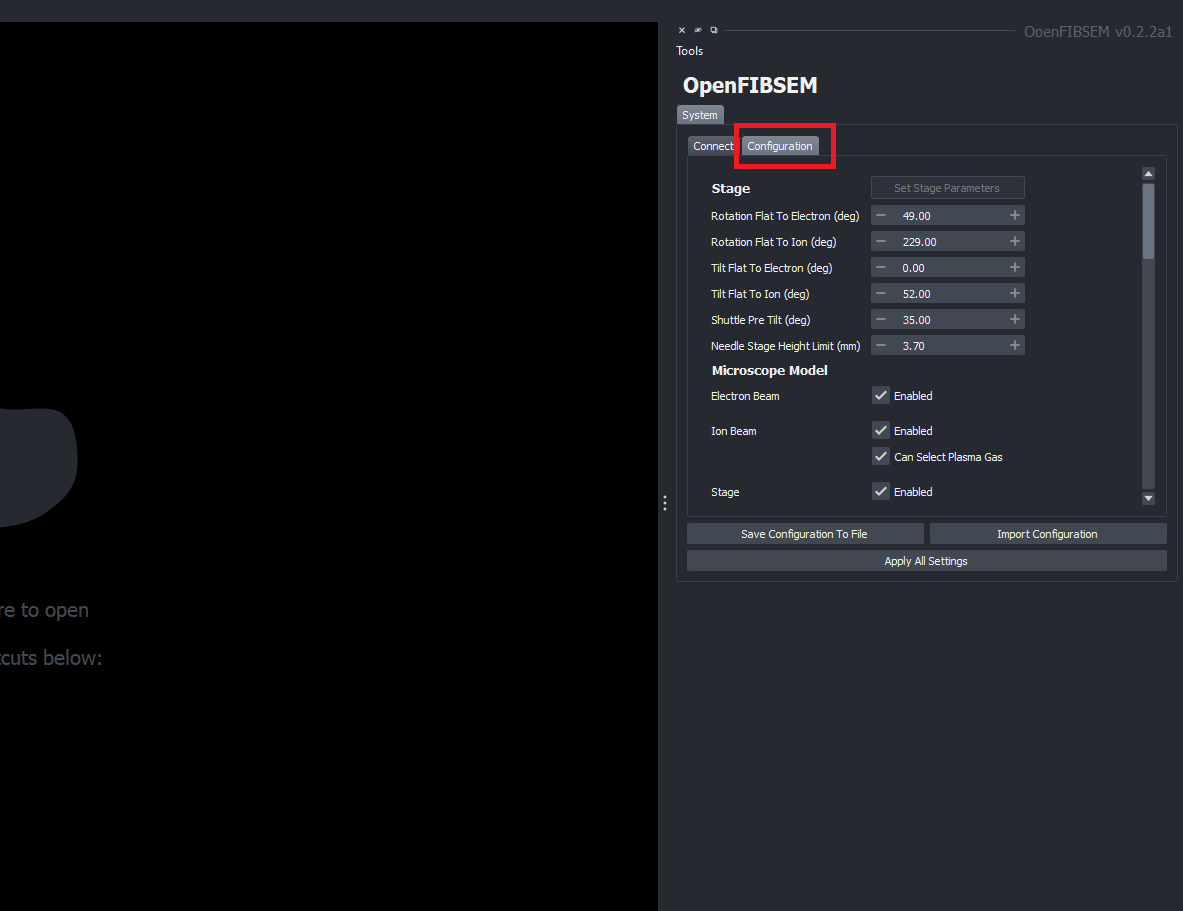 OpenFIBSEM v0.2.2a1
Tools
OpenFIBSEM
System
Connect Configuration
Stage Set Stage Parameters
Rotation Flat To Electron (deg) 49.00
Rotation Flat To Ion (deg) 229.00
Tilt Flat To Electron (deg) 0.00
Tilt Flat To Ion (deg) 52.00
Shuttle Pre Tilt (deg) 35.00
Needle Stage Height Limit (mm) 3.70
Microscope Model
Electron Beam Enabled
Ion Beam Enabled
Can Select Plasma Gas
Stage Enabled
Save Configuration To File Import Configuration
Apply All Settings
re to open
cuts below: